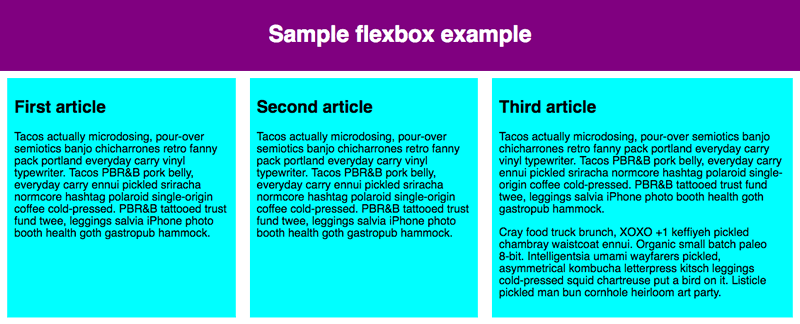 Sample flexbox example
First article
Tacos actually microdosing, pour-over
semiotics banjo chicharrones retro fanny
pack portland everyday carry vinyl
typewriter. Tacos PBR&B pork belly,
everyday carry ennui pickled sriracha
normcore hashtag polaroid single-origin
coffee cold-pressed. PBR&B tattooed trust
fund twee, leggings salvia iPhone photo
booth health goth gastropub hammock.
Second article
Tacos actually microdosing, pour-over
semiotics banjo chicharrones retro fanny
pack portland everyday carry vinyl
typewriter. Tacos PBR&B pork belly,
everyday carry ennui pickled sriracha
normcore hashtag polaroid single-origin
coffee cold-pressed. PBR&B tattooed trust
fund twee, leggings salvia iPhone photo
booth health goth gastropub hammock.
Third article
Tacos actually microdosing, pour-over semiotics banjo
chicharrones retro fanny pack portland everyday carry
vinyl typewriter. Tacos PBR&B pork belly, everyday carry
ennui pickled sriracha normcore hashtag polaroid single-
origin coffee cold-pressed. PBR&B tattooed trust fund
twee, leggings salvia iPhone photo booth health goth
gastropub hammock.
Cray food truck brunch, XOXO +1 keffiyeh pickled
chambray waistcoat ennui. Organic small batch paleo
8-bit. Intelligentsia umami wayfarers pickled,
asymmetrical kombucha letterpress kitsch leggings
cold-pressed squid chartreuse put a bird on it. Listicle
pickled man bun cornhole heirloom art party.